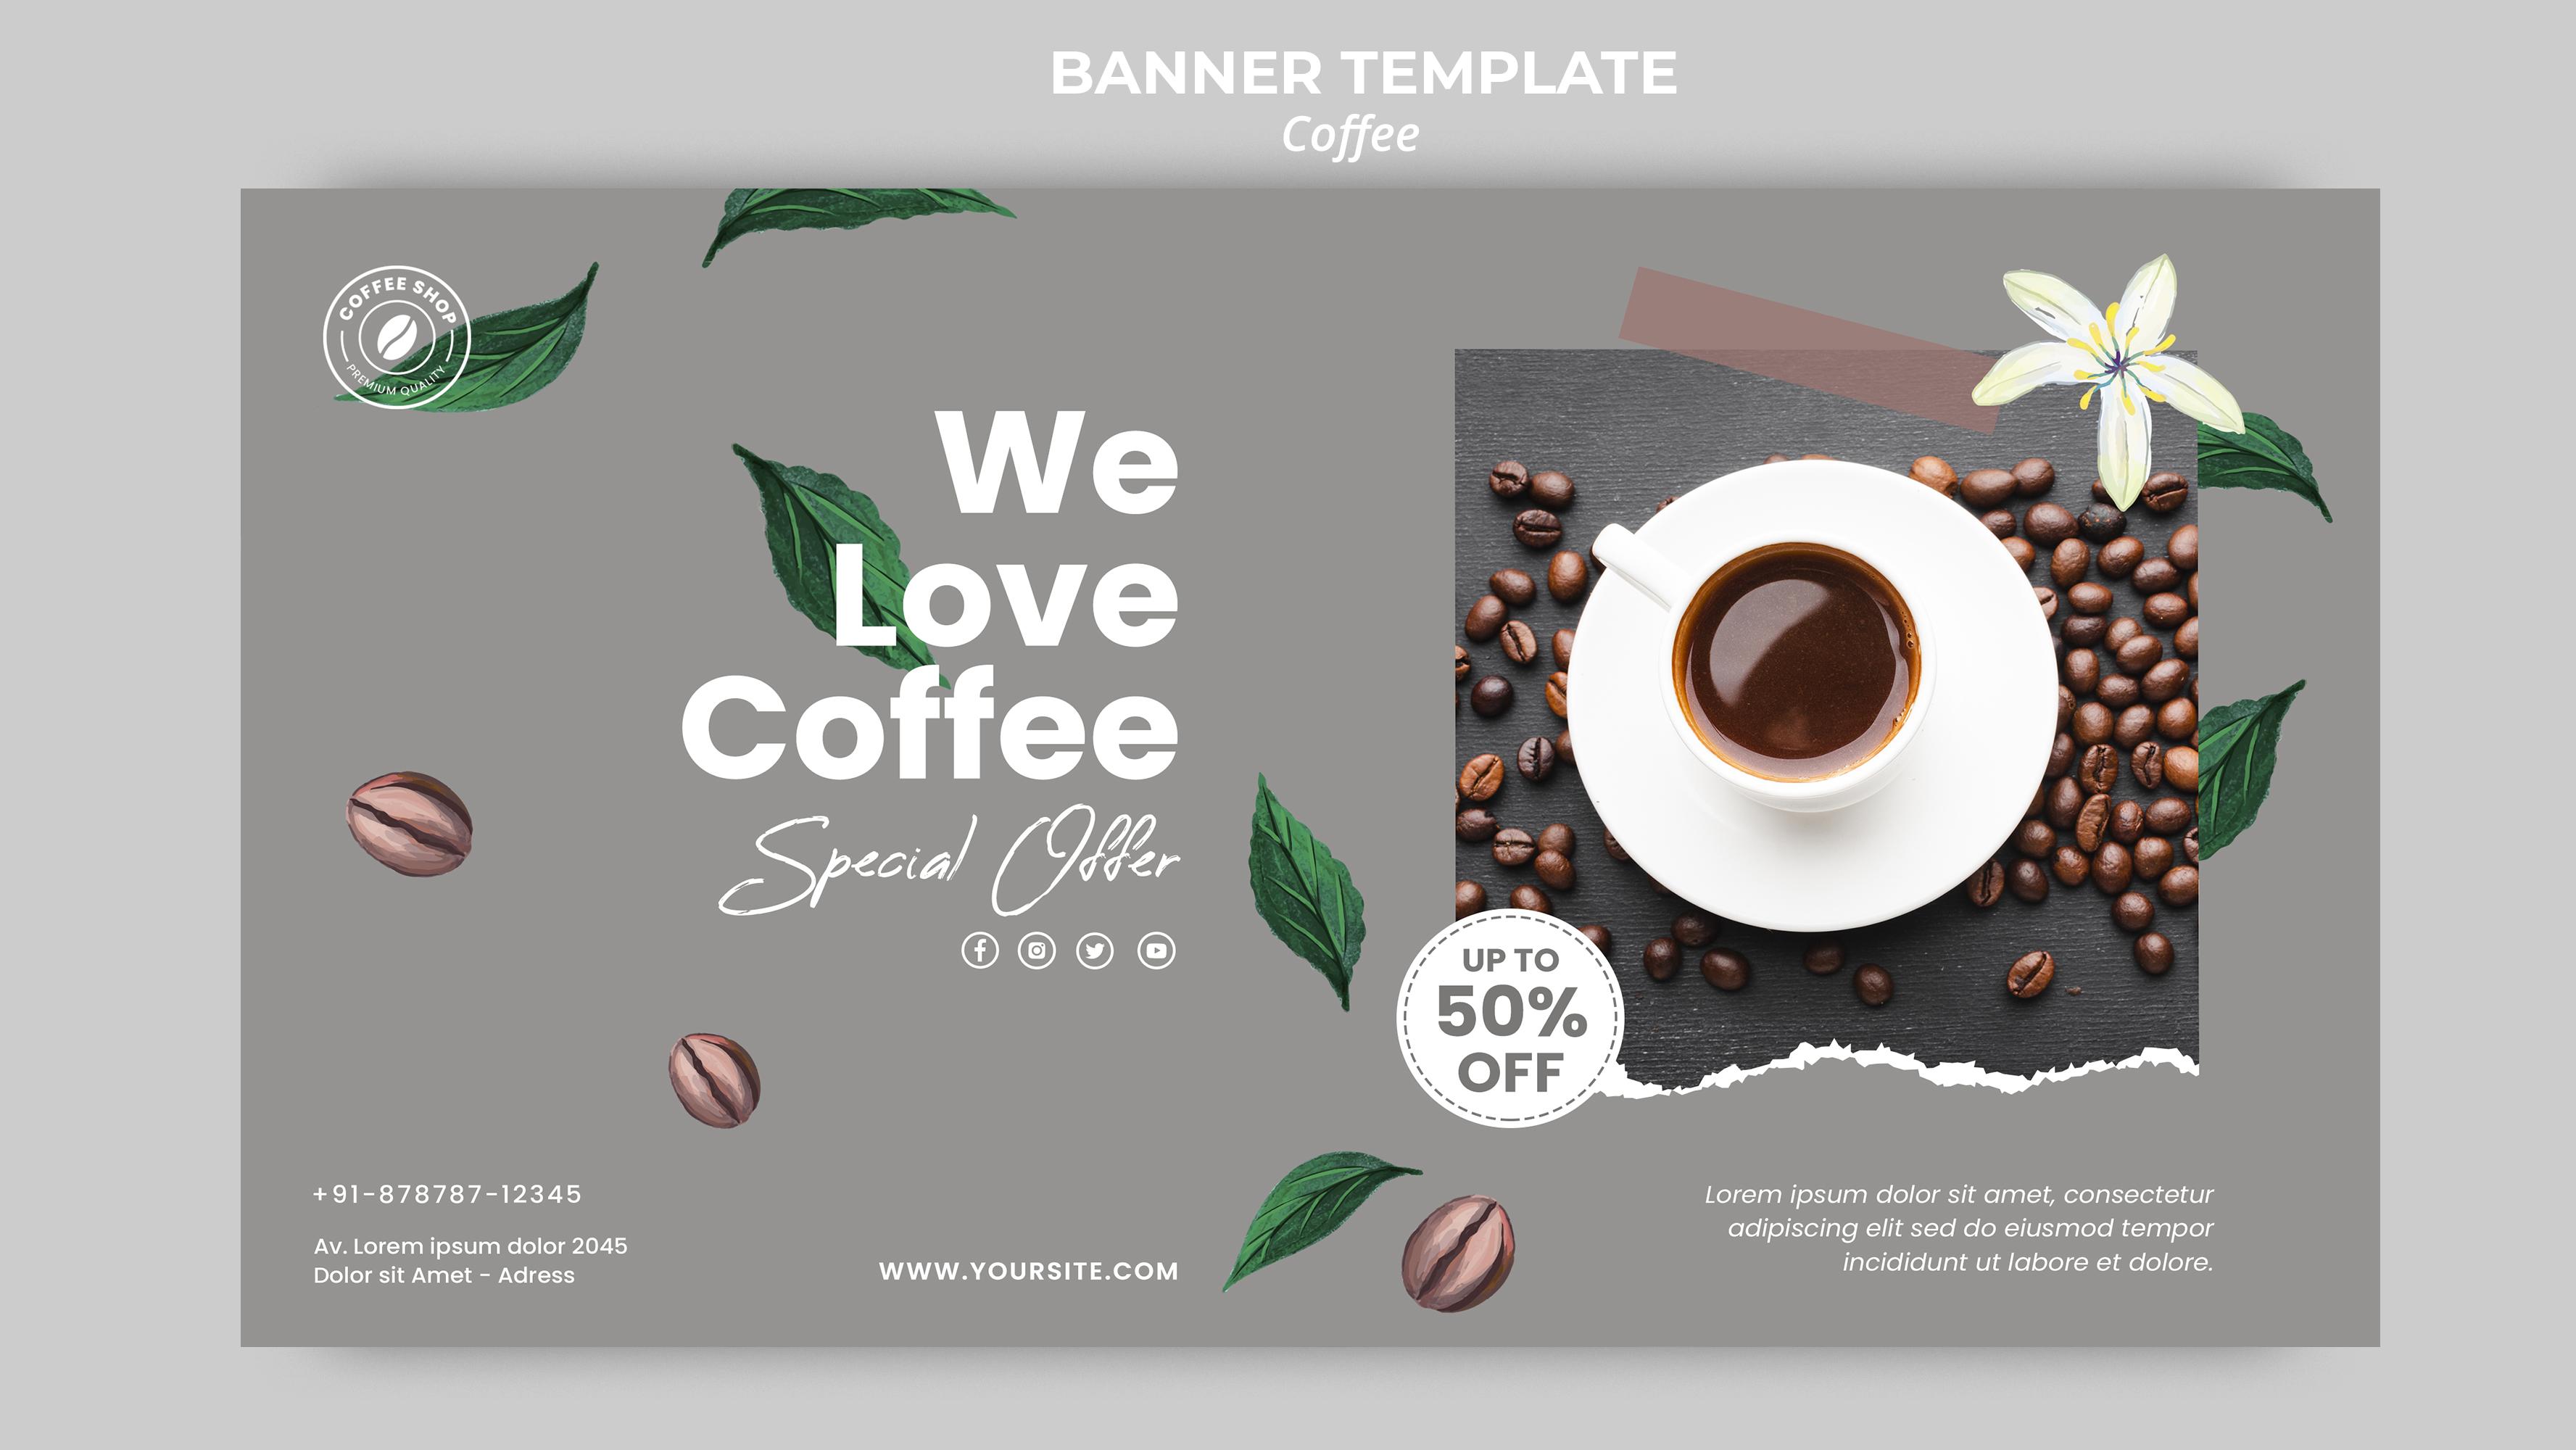 BANNER TEMPLATE
Coffee
COFFEE SHOP
PREMIUM QUALITY
We
Love
Coffee
Special Offer
UP TO
50%
OFF
+91-878787-12345
Av. Lorem ipsum dolor 2045
Dolor sit Amet - Adress
WWW.YOURSITE.COM
Lorem ipsum dolor sit amet, consectetur
adipiscing elit sed do eiusmod tempor
incididunt ut labore et dolore.